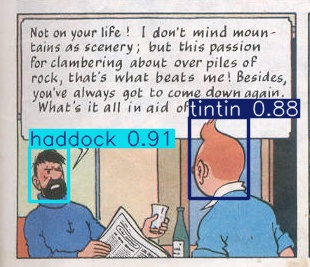 Not on your life! I don't mind moun-
tains as scenery; but this passion
for clambering about over piles of
rock, that's what beats me! Besides,
you've always got to come down again.
What's it all in aid of
tintin 0.88
haddock 0.91